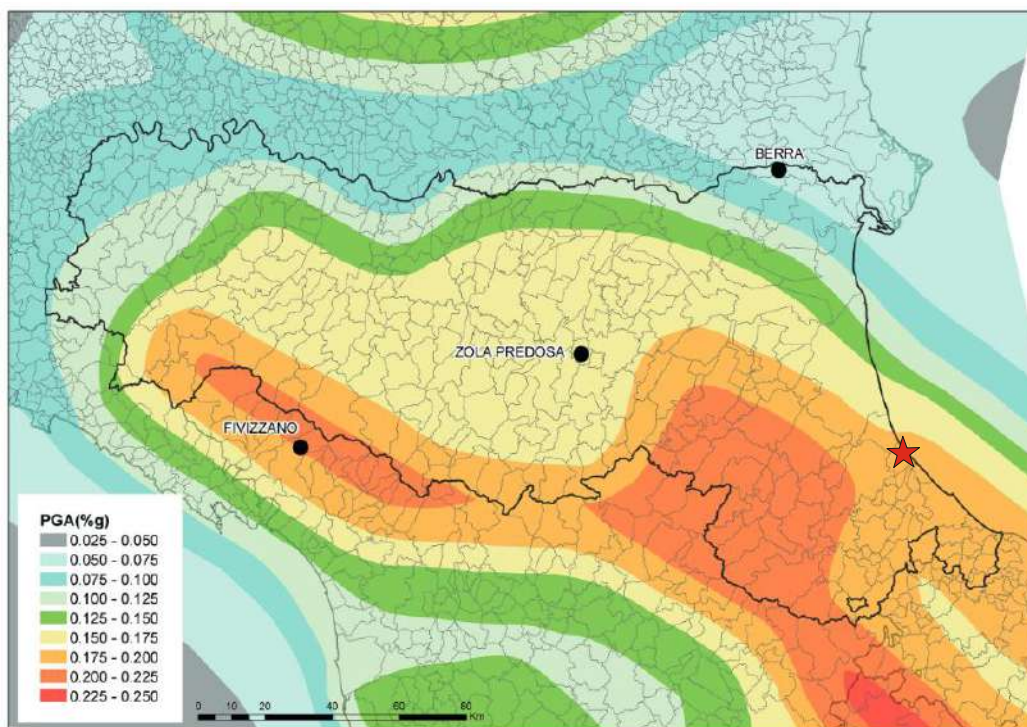 BERRA
ZOLA PREDOSA
FIVIZZANO
PGA(%g)
0.025 - 0.050
0.050 - 0.075
0.075 - 0.100
0.100 - 0.125
0.125 - 0.150
0.150 - 0.175
0.175 - 0.200
0.200 - 0.225
0.225 - 0.250
0 10 20 40 60 80
Km